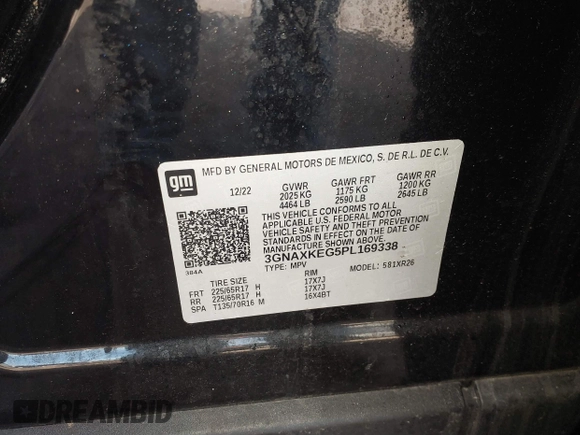 gm
MFD BY GENERAL MOTORS DE MEXICO, S. DE R.L. DE C.V.
12/22 GVWR GAWR FRT GAWR RR
2025 KG 1175 KG 1200 KG
4464 LB 2590 LB 2645 LB
THIS VEHICLE CONFORMS TO ALL
APPLICABLE U.S. FEDERAL MOTOR
VEHICLE SAFETY AND THEFT PREVENTION
STANDARDS IN EFFECT ON THE DATE OF
MANUFACTURE SHOWN ABOVE.
3GNAXKEG5PL169338
TYPE: MPV MODEL: 581XR26
384A
TIRE SIZE RIM
FRT 225/65R17 H 17X7J
RR 225/65R17 H 17X7J
SPA T135/70R16 M 16X4BT
DREAMBID